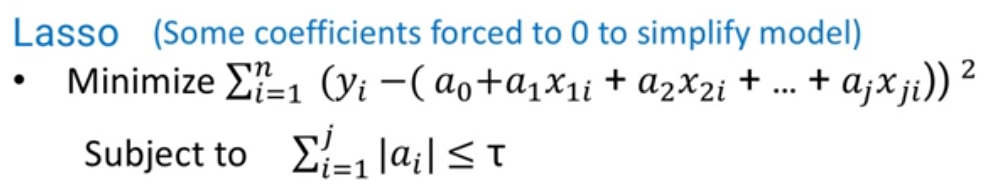 Lasso (Some coefficients forced to 0 to simplify model)
• Minimize ∑ⁿᵢ₌₁ (yᵢ −( a₀+a₁x₁ᵢ + a₂x₂ᵢ + ... + aⱼxⱼᵢ)) ²
Subject to ∑ʲᵢ₌₁ |aᵢ| ≤ τ